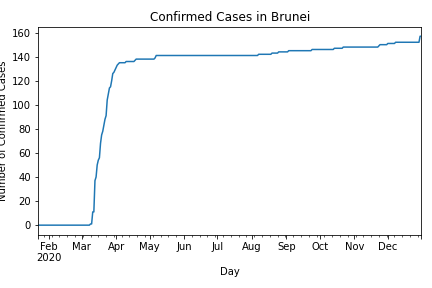 Confirmed Cases in Brunei
Number of Confirmed Cases
160
140
120
100
80
60
40
20
0
Feb Mar Apr May Jun Jul Aug Sep Oct Nov Dec
2020
Day